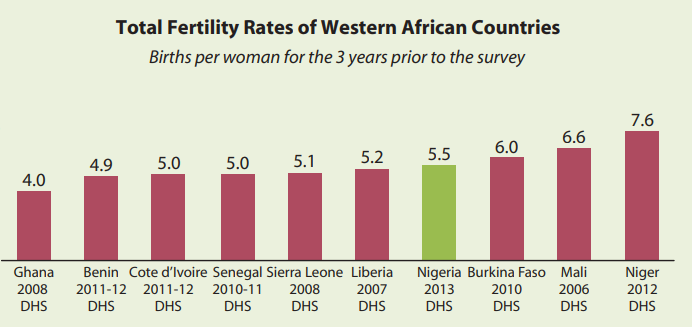 Total Fertility Rates of Western African Countries
Births per woman for the 3 years prior to the survey
4.0
4.9
5.0
5.0
5.1
5.2
5.5
6.0
6.6
7.6
Ghana
2008
DHS
Benin
2011-12
DHS
Cote d'Ivoire
2011-12
DHS
Senegal
2010-11
DHS
Sierra Leone
2008
DHS
Liberia
2007
DHS
Nigeria
2013
DHS
Burkina Faso
2010
DHS
Mali
2006
DHS
Niger
2012
DHS